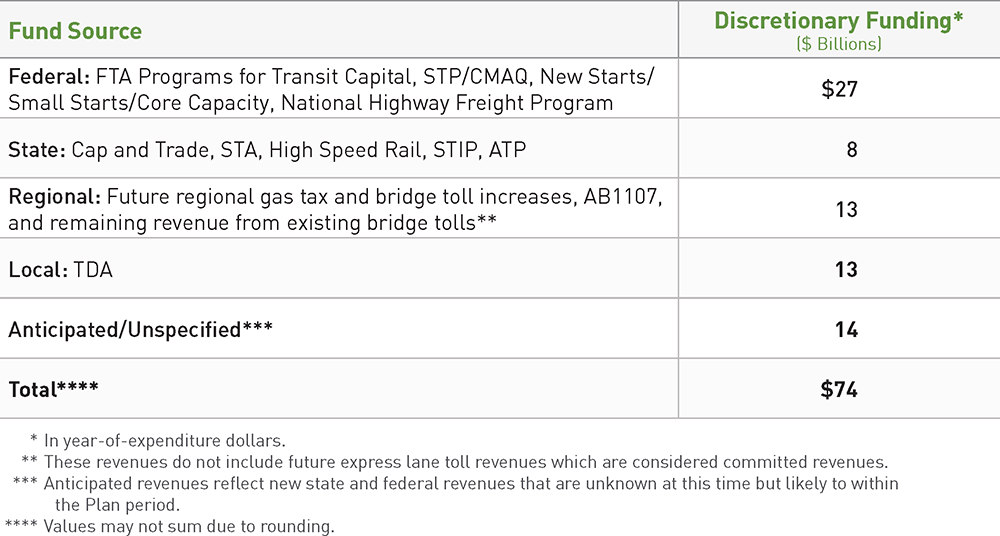 Fund Source
Discretionary Funding*
($ Billions)
Federal: FTA Programs for Transit Capital, STP/CMAQ, New Starts/
Small Starts/Core Capacity, National Highway Freight Program
$27
State: Cap and Trade, STA, High Speed Rail, STIP, ATP
8
Regional: Future regional gas tax and bridge toll increases, AB1107,
and remaining revenue from existing bridge tolls**
13
Local: TDA
13
Anticipated/Unspecified***
14
Total****
$74
* In year-of-expenditure dollars.
** These revenues do not include future express lane toll revenues which are considered committed revenues.
*** Anticipated revenues reflect new state and federal revenues that are unknown at this time but likely to within
the Plan period.
**** Values may not sum due to rounding.